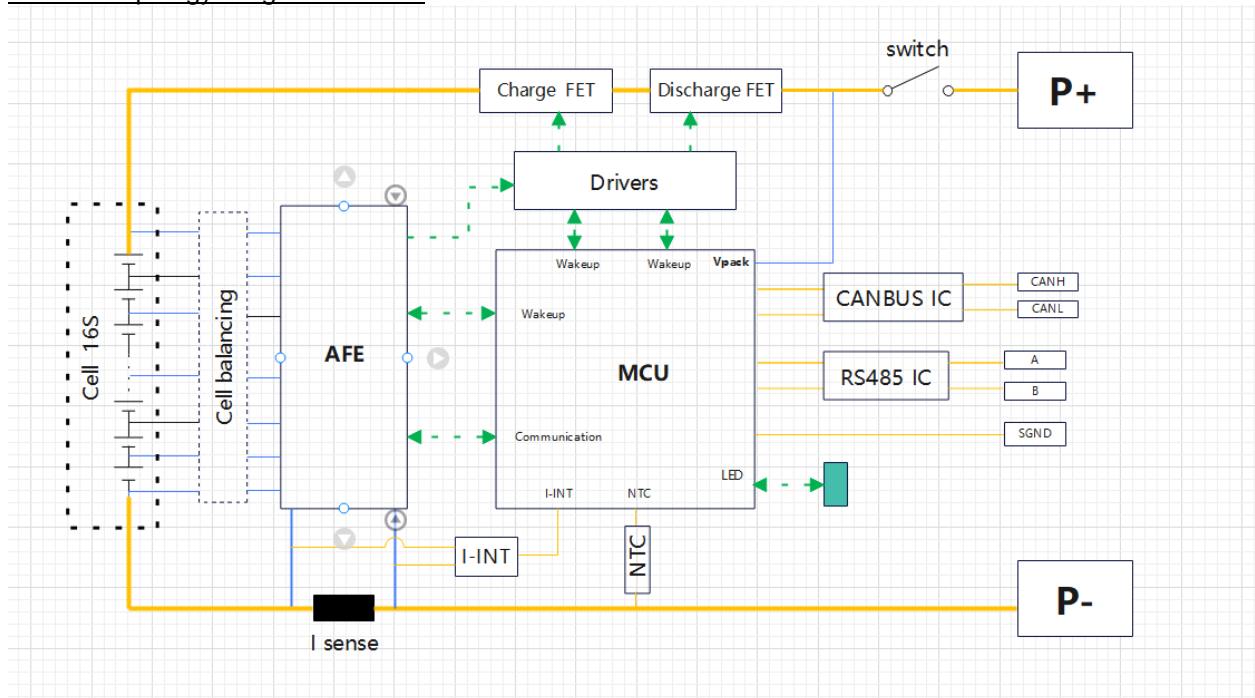 switch
Charge FET
Discharge FET
P+
Drivers
Wakeup
Wakeup
Vpack
CANBUS IC
CANH
CANL
Wakeup
Cell 16S
Cell balancing
AFE
MCU
RS485 IC
A
B
Communication
SGND
LED
I-INT
NTC
I-INT
NTC
P-
I sense